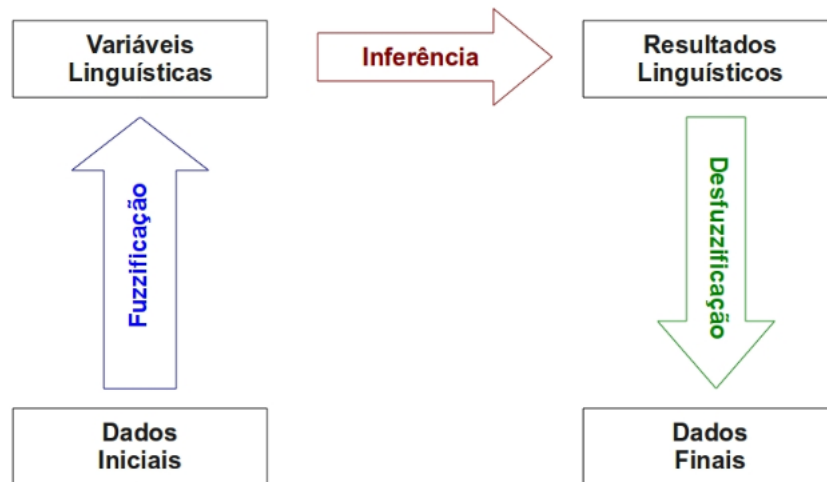 Variáveis
Linguísticas
Inferência
Resultados
Linguísticos
Fuzzificação
Desfuzzificação
Dados
Iniciais
Dados
Finais